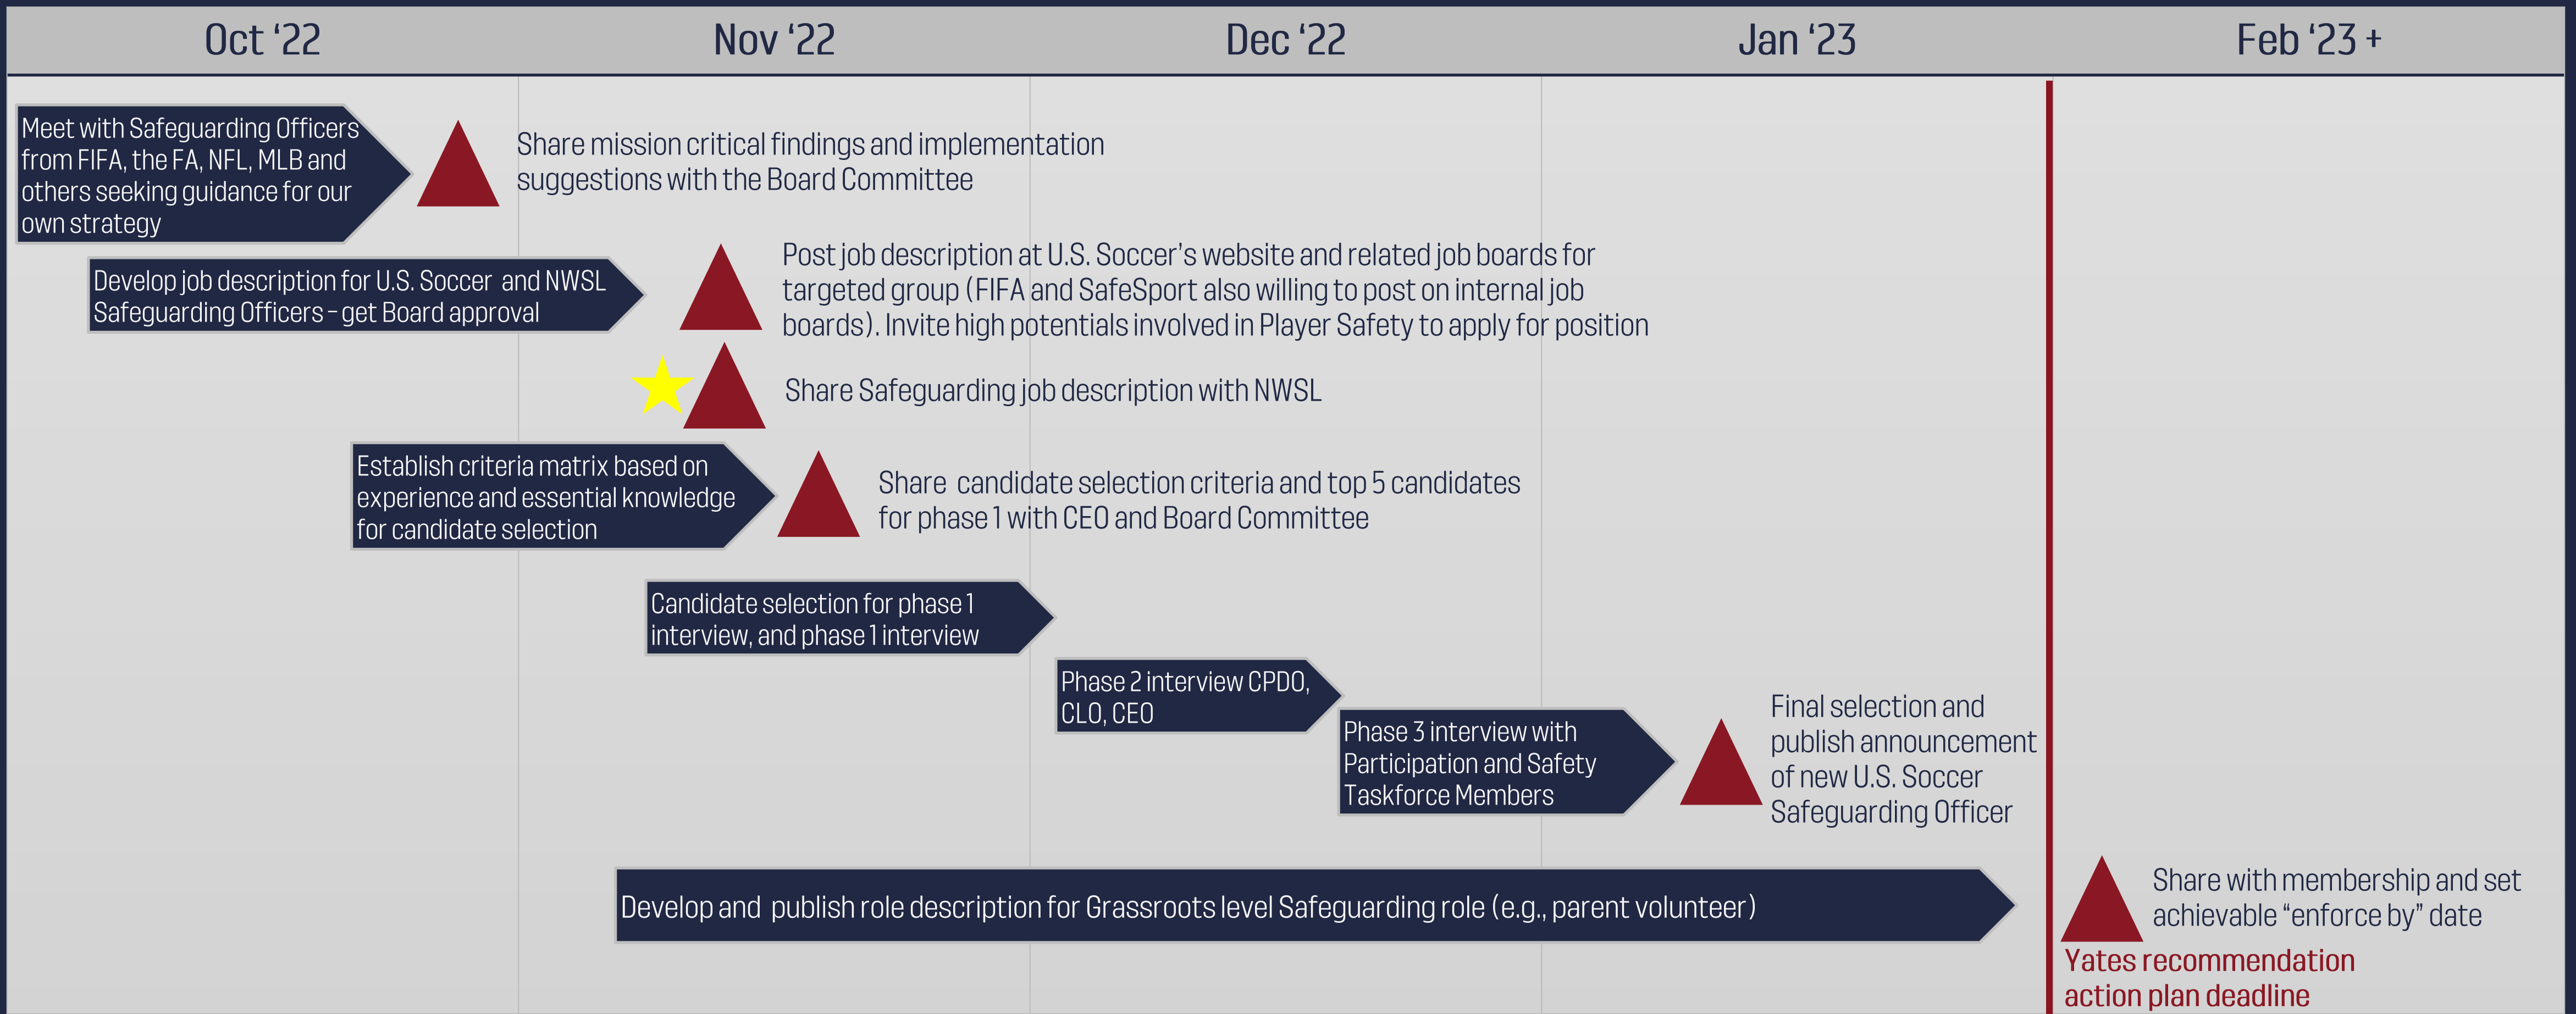 Oct ‘22
Nov ‘22
Dec ‘22
Jan ‘23
Feb ‘23 +
Meet with Safeguarding Officers
from FIFA, the FA, NFL, MLB and
others seeking guidance for our
own strategy
Share mission critical findings and implementation
suggestions with the Board Committee
Develop job description for U.S. Soccer and NWSL
Safeguarding Officers – get Board approval
Post job description at U.S. Soccer’s website and related job boards for
targeted group (FIFA and SafeSport also willing to post on internal job
boards). Invite high potentials involved in Player Safety to apply for position
Share Safeguarding job description with NWSL
Establish criteria matrix based on
experience and essential knowledge
for candidate selection
Share candidate selection criteria and top 5 candidates
for phase 1 with CEO and Board Committee
Candidate selection for phase 1
interview, and phase 1 interview
Phase 2 interview CPDO,
CLO, CEO
Phase 3 interview with
Participation and Safety
Taskforce Members
Final selection and
publish announcement
of new U.S. Soccer
Safeguarding Officer
Develop and publish role description for Grassroots level Safeguarding role (e.g., parent volunteer)
Share with membership and set
achievable “enforce by” date
Yates recommendation
action plan deadline